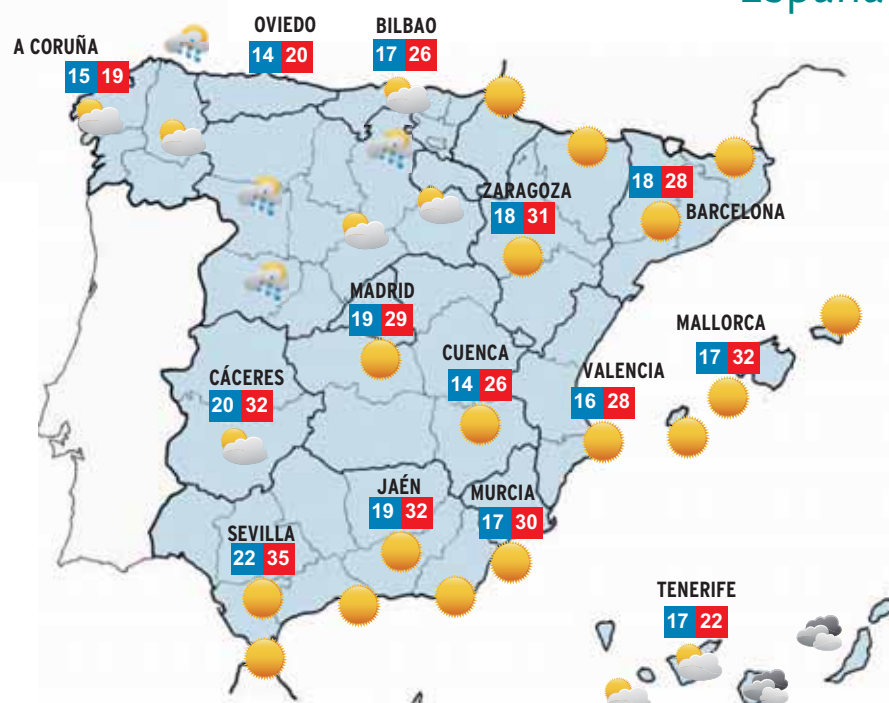 España
OVIEDO
14 20
BILBAO
17 26
A CORUÑA
15 19
ZARAGOZA
18 31
18 28
BARCELONA
MADRID
19 29
MALLORCA
17 32
CUENCA
14 26
VALENCIA
16 28
CÁCERES
20 32
JAÉN
19 32
MURCIA
17 30
SEVILLA
22 35
TENERIFE
17 22